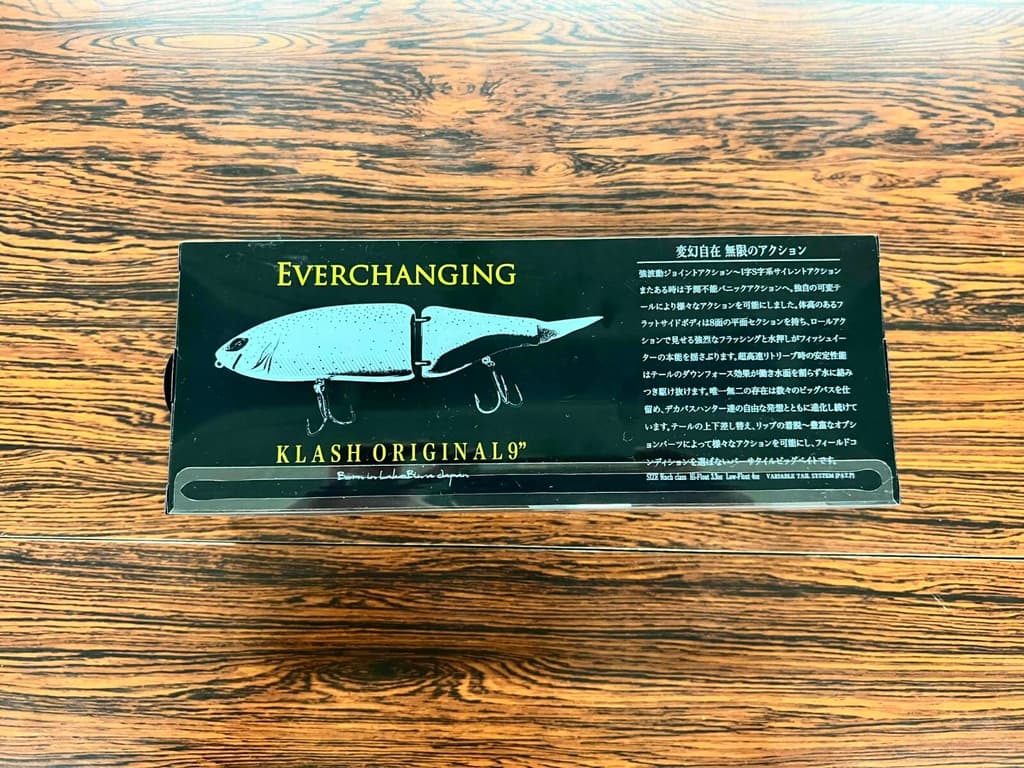 EVERCHANGING
KLASH ORIGINAL 9”
Born in Lake Biwa Japan
変幻自在 無限のアクション
強波動ジョイントアクション〜I字S字系サイレントアクション
またある時は予測不能パニックアクションへ。独自の可変テ
ールにより様々なアクションを可能にしました。体高のあるフ
ラットサイドボディは8面の平面セクションを持ち、ロールアク
ションで見せる強烈なフラッシングと水押しがフィッシュイー
ターの本能を揺さぶります。超高速リトリーブ時の安定性能
はテールのダウンフォース効果が働き水面を割らず水に絡み
つき駆け抜けます。唯一無二の存在は数々のビッグバスを仕
留め、デカバスハンター達の自由な発想とともに進化し続けて
います。テールの上下差し替え、リップの着脱〜豊富なオプシ
ョンパーツによって様々なアクションを可能にし、フィールドコ
ンディションを選ばないバーサタイルビッグベイトです。
SIZE 9inch class Hi-Float 3.3oz Low-Float 4oz VARIABLE TAIL SYSTEM